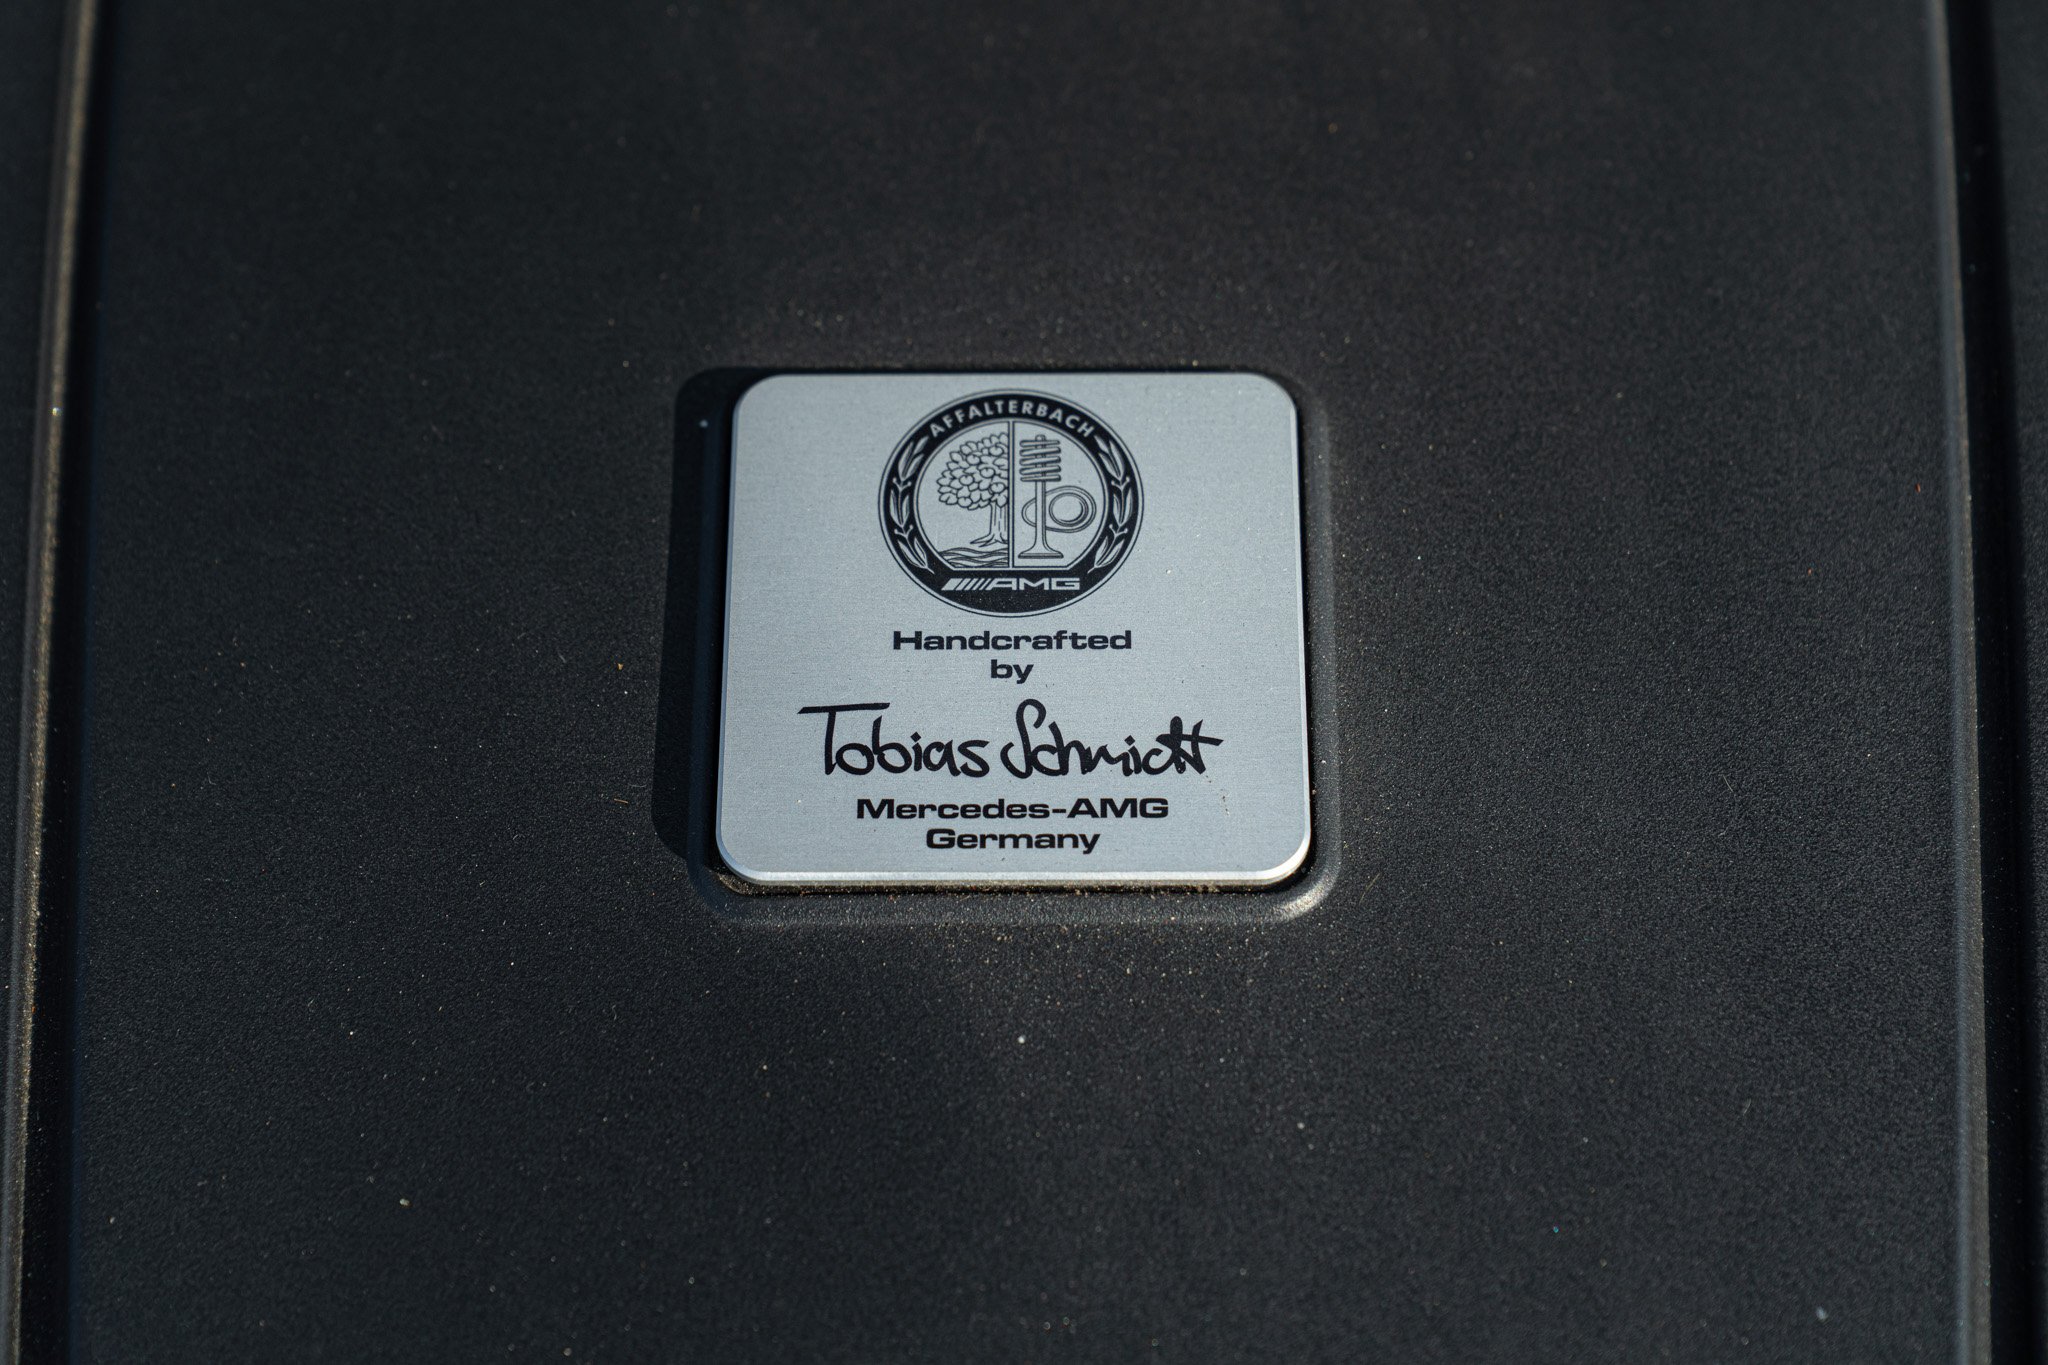 AFFALTERBACH
AMG
Handcrafted
by
Tobias Schmidt
Mercedes-AMG
Germany